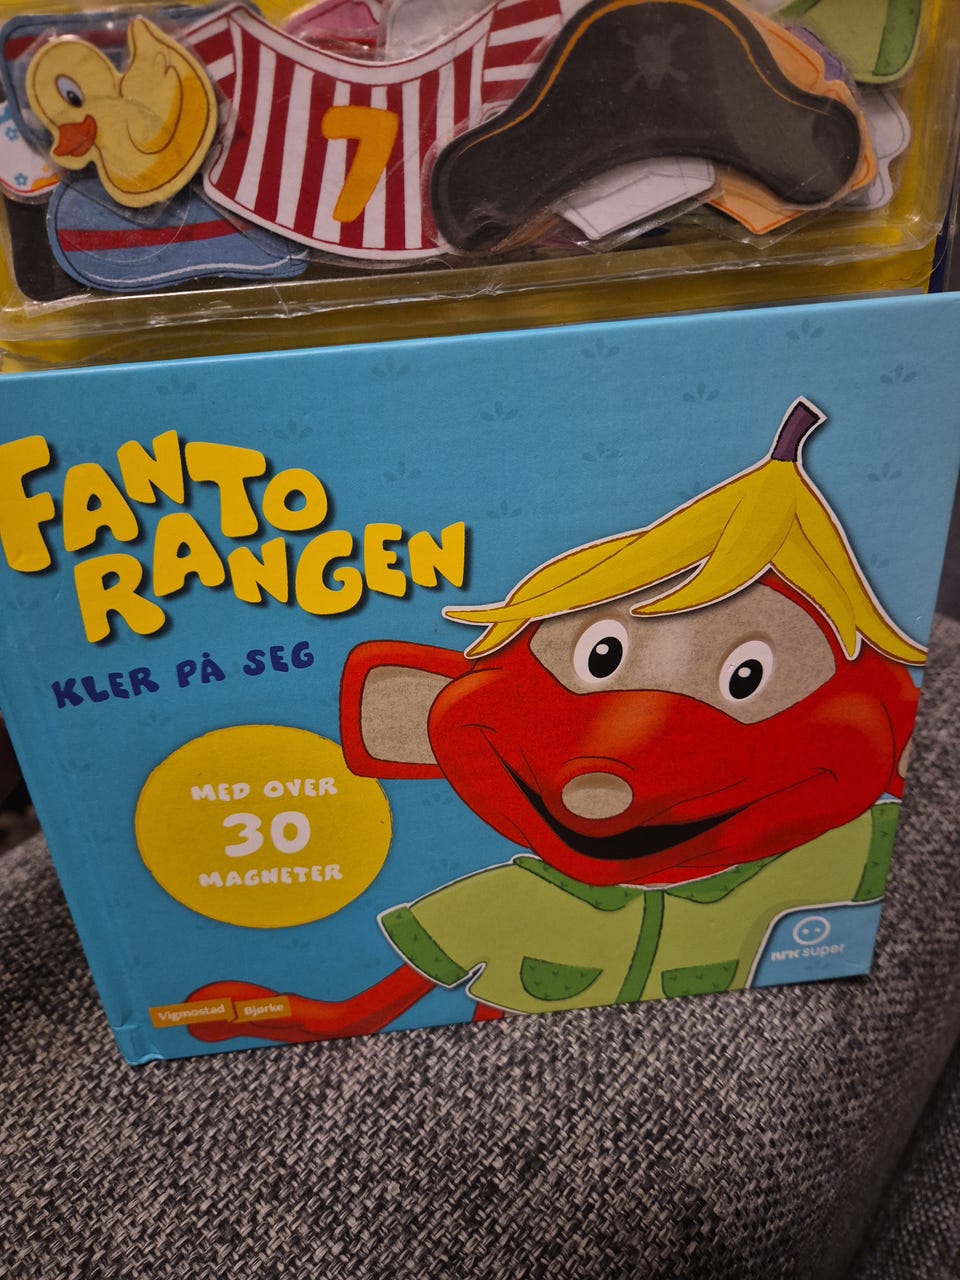 7
FANTO
RANGEN
KLER PÅ SEG
MED OVER
30
MAGNETER
nrk super
Vigmostad Bjørke